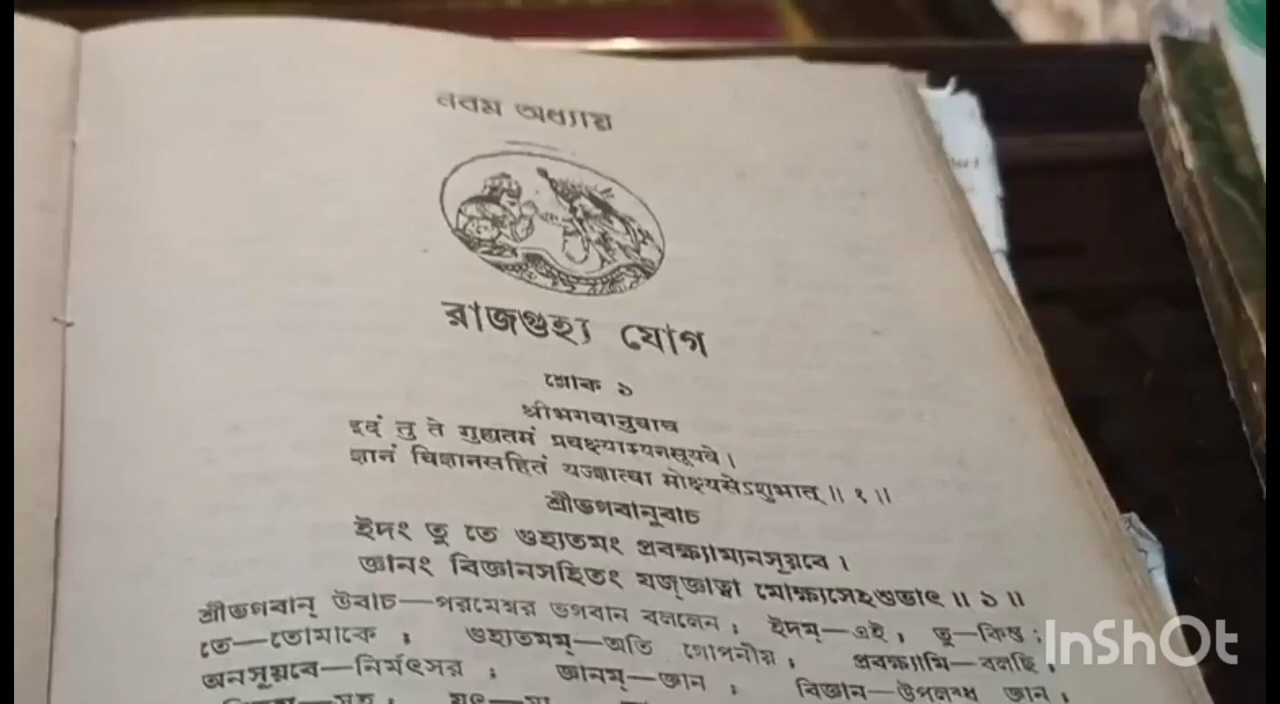 নবম অধ্যায়
রাজগুহ্য যোগ
শ্লোক ১
श्रीभगवानुवाच
इदं तु ते गुह्यतमं प्रवक्ष्याम्यनसूयवे।
ज्ञानं विज्ञानसहितं यज्ज्ञात्वा मोक्ष्यसेऽशुभात्॥ १॥
শ্রীভগবানুবাচ
ইদং তু তে গুহ্যতমং প্রবক্ষ্যাম্যনসূয়বে।
জ্ঞানং বিজ্ঞানসহিতং যজ্জ্ঞাত্বা মোক্ষ্যসেহশুভাৎ॥ ১॥
শ্রীভগবান্ উবাচ—পরমেশ্বর ভগবান বললেন; ইদম্—এই; তু—কিন্তু;
তে—তোমাকে; গুহ্যতমম্—অতি গোপনীয়; প্রবক্ষ্যামি—বলছি;
অনসূয়বে—নির্মৎসর; জ্ঞানম্—জ্ঞান; বিজ্ঞান—উপলব্ধ জ্ঞান;
InShOt